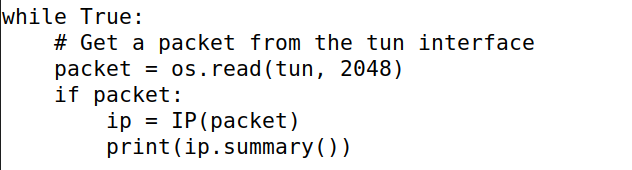 while True:
    # Get a packet from the tun interface
    packet = os.read(tun, 2048)
    if packet:
        ip = IP(packet)
        print(ip.summary())